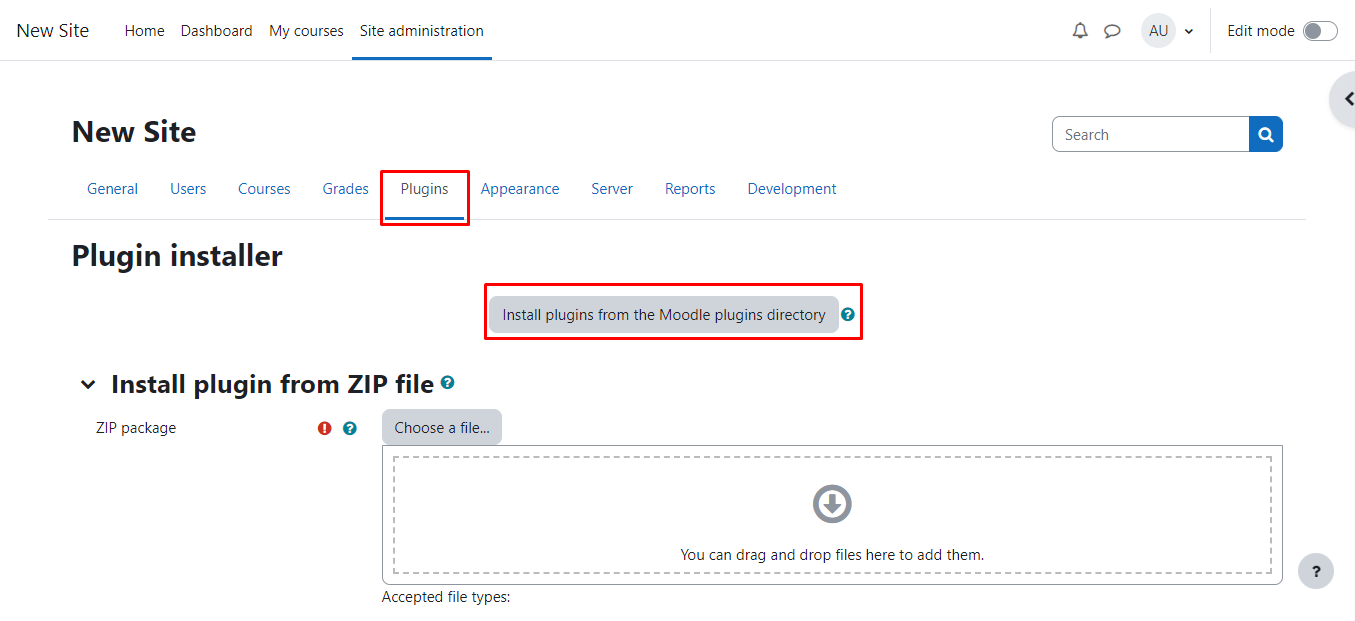 New Site Home Dashboard My courses Site administration AU Edit mode
New Site
Search
General Users Courses Grades Plugins Appearance Server Reports Development
Plugin installer
Install plugins from the Moodle plugins directory ?
Install plugin from ZIP file ?
ZIP package ! ? Choose a file...
You can drag and drop files here to add them.
?
Accepted file types: